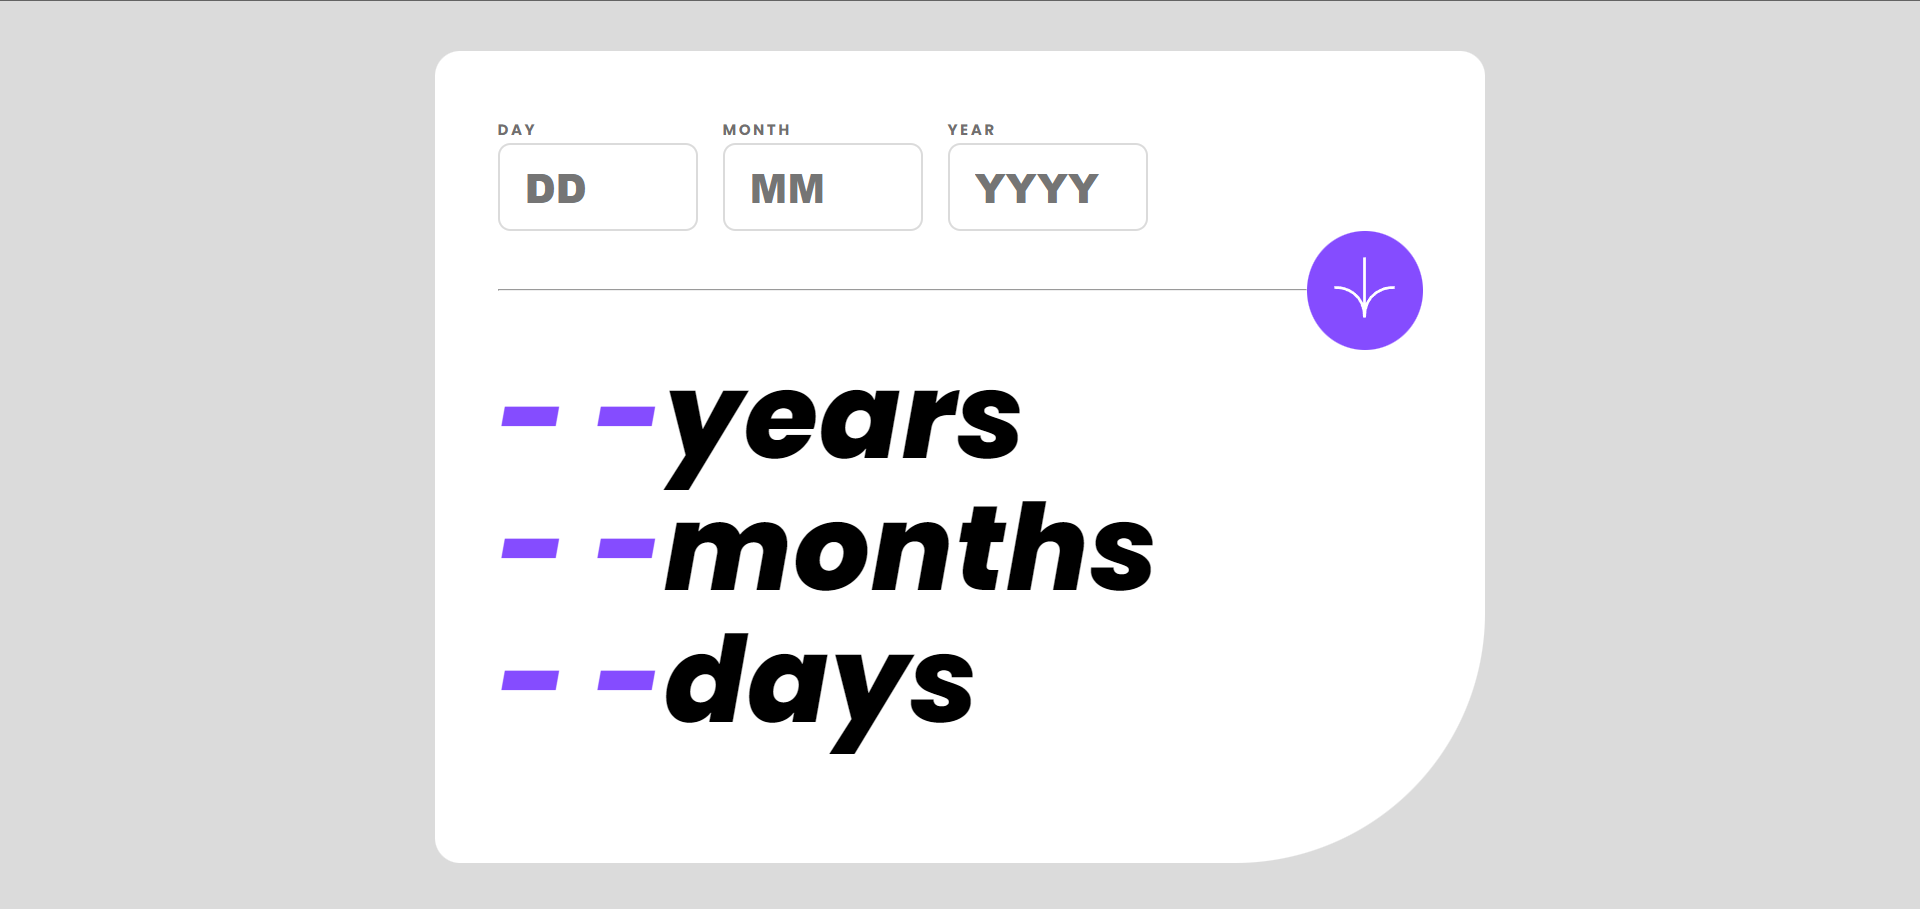 DAY MONTH YEAR
DD MM YYYY
- -years
- -months
- -days